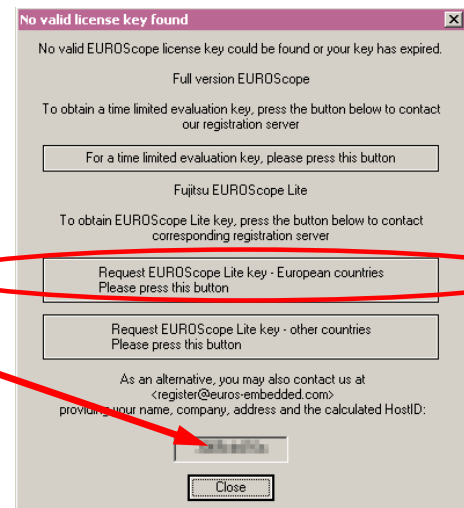 No valid license key found
No valid EUROScope license key could be found or your key has expired.
Full version EUROScope
To obtain a time limited evaluation key, press the button below to contact
our registration server
For a time limited evaluation key, please press this button
Fujitsu EUROScope Lite
To obtain EUROScope Lite key, press the button below to contact
corresponding registration server
Request EUROScope Lite key - European countries
Please press this button
Request EUROScope Lite key - other countries
Please press this button
As an alternative, you may also contact us at
<register@euros-embedded.com>
providing your name, company, address and the calculated HostID:
Close